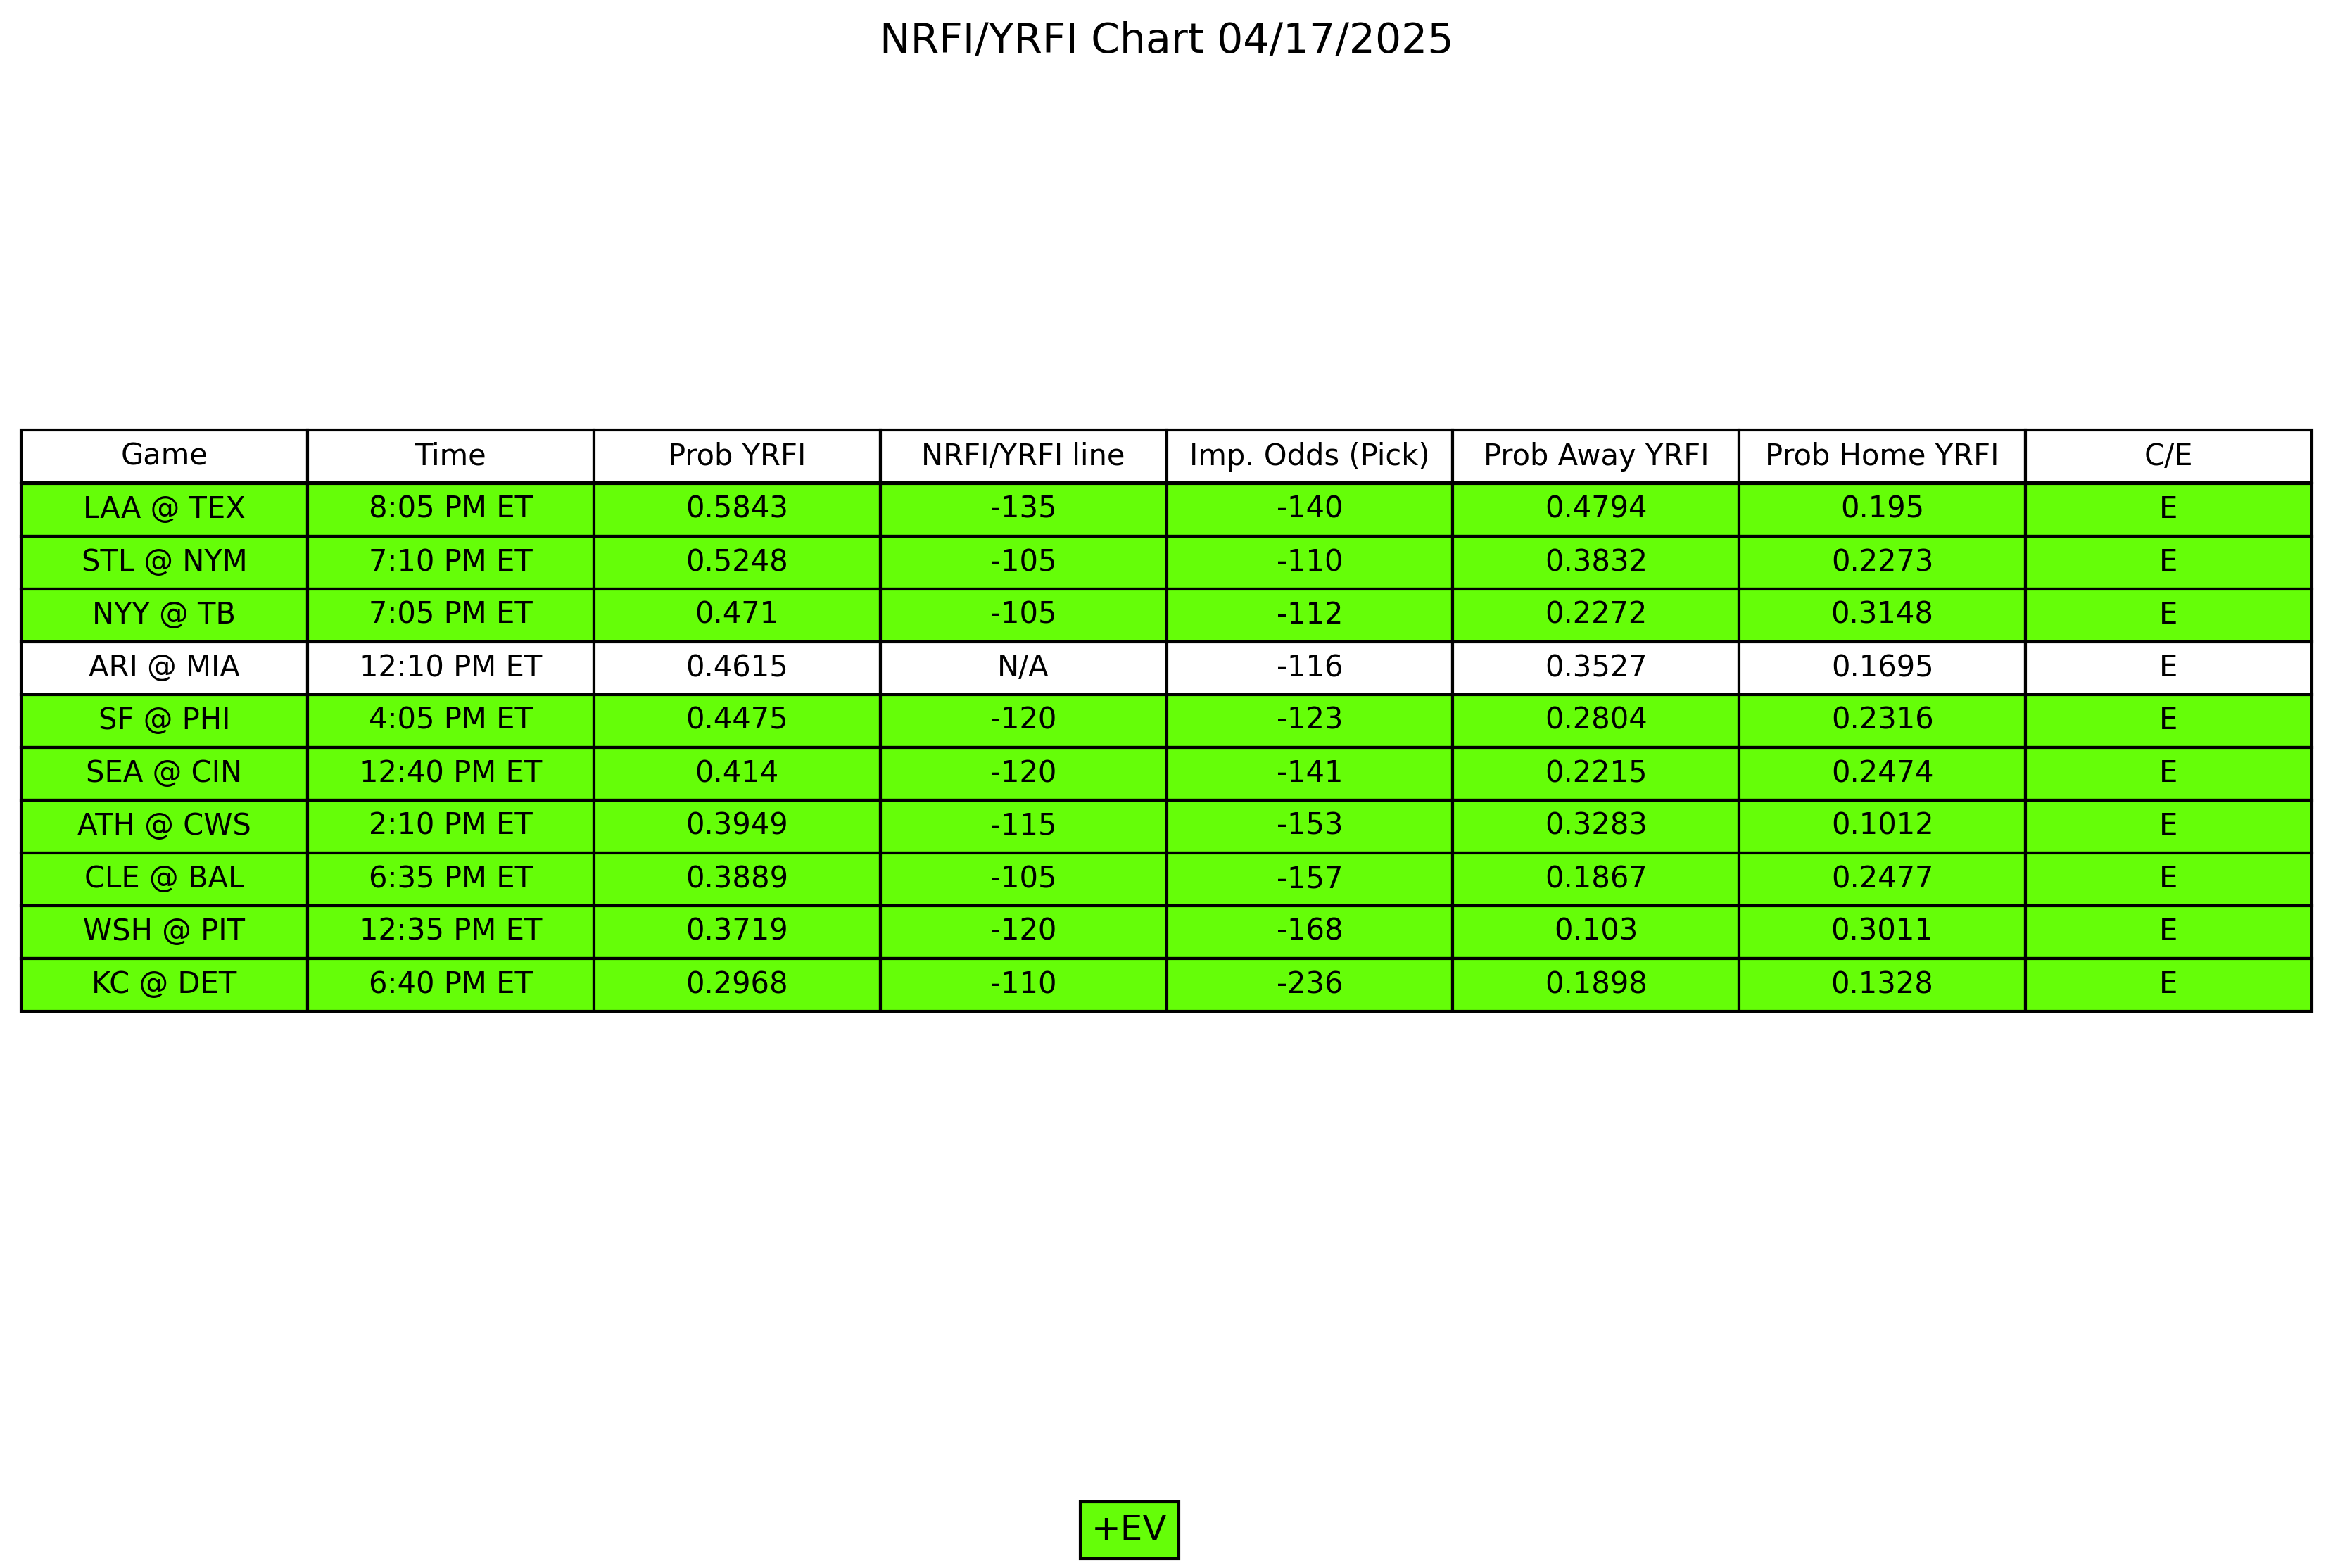 NRFI/YRFI Chart 04/17/2025
Game Time Prob YRFI NRFI/YRFI line Imp. Odds (Pick) Prob Away YRFI Prob Home YRFI C/E
LAA @ TEX 8:05 PM ET 0.5843 -135 -140 0.4794 0.195 E
STL @ NYM 7:10 PM ET 0.5248 -105 -110 0.3832 0.2273 E
NYY @ TB 7:05 PM ET 0.471 -105 -112 0.2272 0.3148 E
ARI @ MIA 12:10 PM ET 0.4615 N/A -116 0.3527 0.1695 E
SF @ PHI 4:05 PM ET 0.4475 -120 -123 0.2804 0.2316 E
SEA @ CIN 12:40 PM ET 0.414 -120 -141 0.2215 0.2474 E
ATH @ CWS 2:10 PM ET 0.3949 -115 -153 0.3283 0.1012 E
CLE @ BAL 6:35 PM ET 0.3889 -105 -157 0.1867 0.2477 E
WSH @ PIT 12:35 PM ET 0.3719 -120 -168 0.103 0.3011 E
KC @ DET 6:40 PM ET 0.2968 -110 -236 0.1898 0.1328 E
+EV